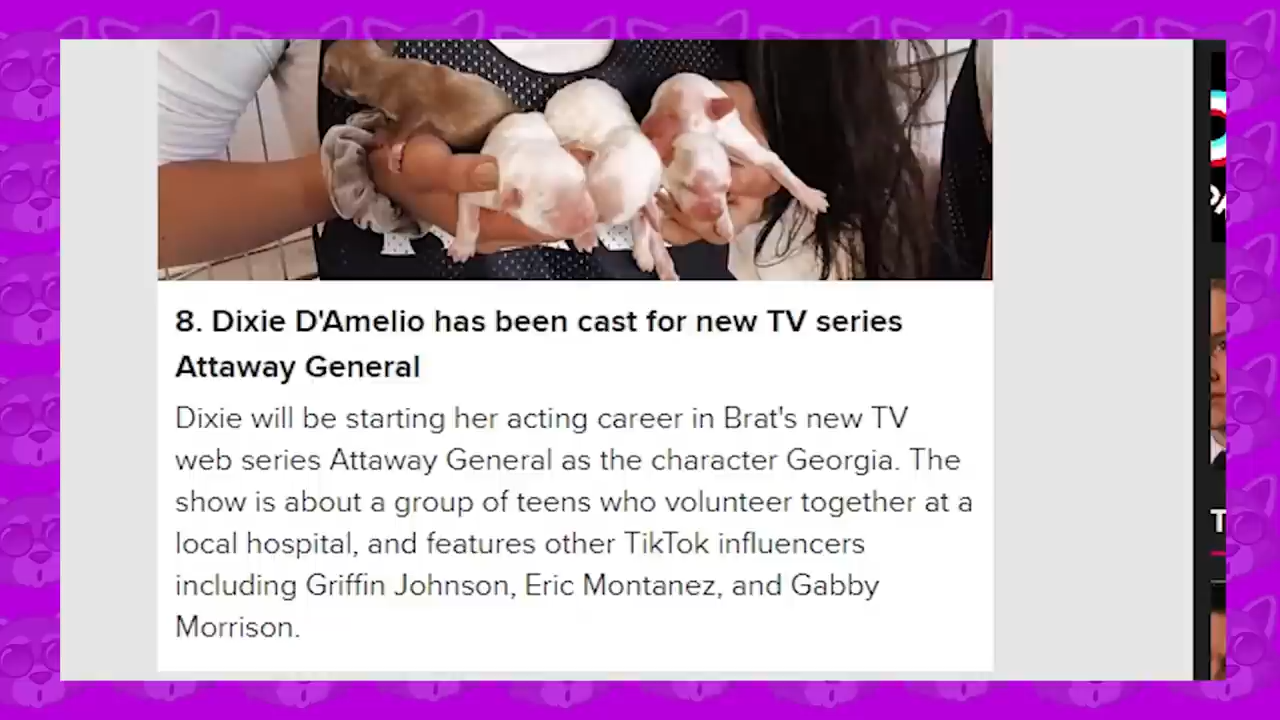 8. Dixie D'Amelio has been cast for new TV series
Attaway General
Dixie will be starting her acting career in Brat's new TV
web series Attaway General as the character Georgia. The
show is about a group of teens who volunteer together at a
local hospital, and features other TikTok influencers
including Griffin Johnson, Eric Montanez, and Gabby
Morrison.